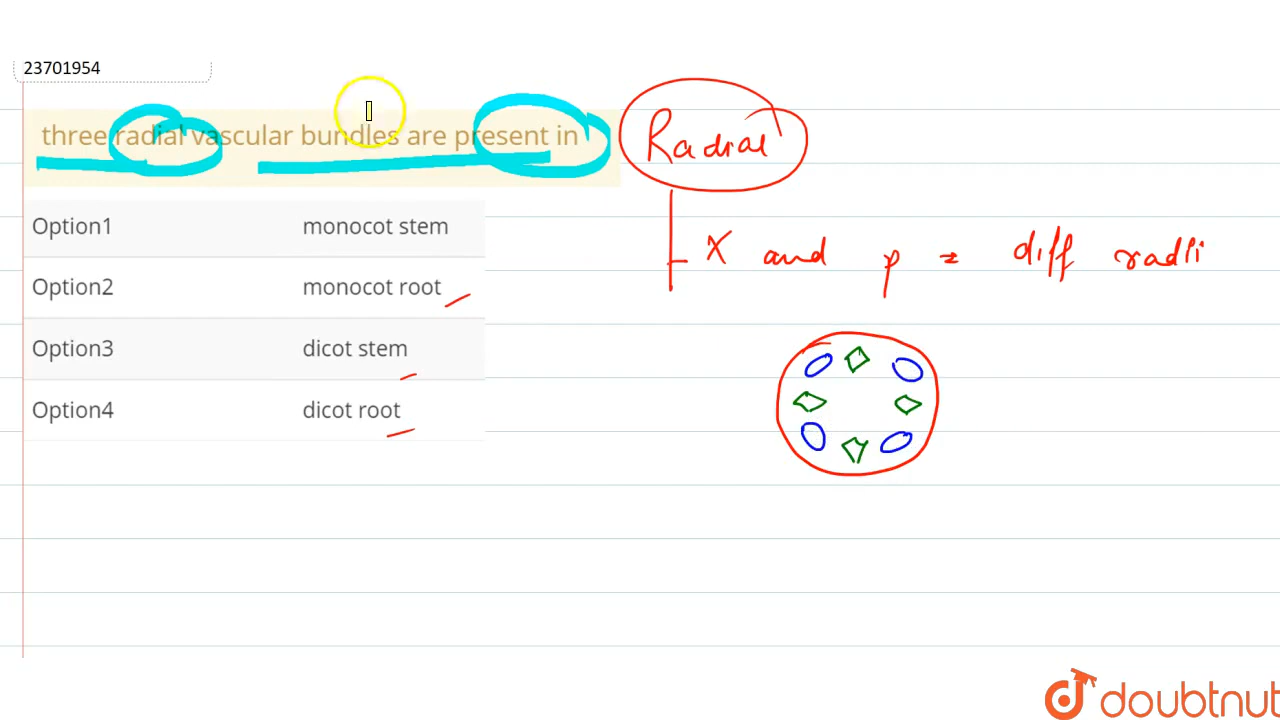 23701954
three radial vascular bundles are present in
Radial
Option1 monocot stem
X and p = diff radii
Option2 monocot root
Option3 dicot stem
Option4 dicot root
doubtnut